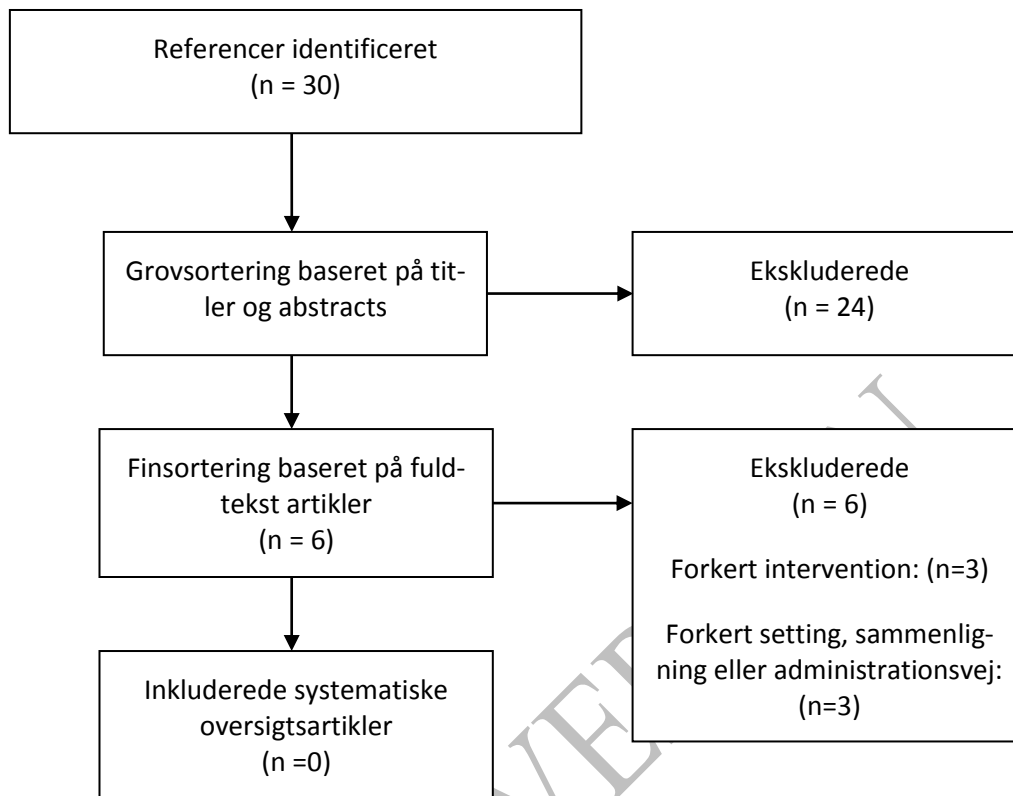 Referencer identificeret
(n = 30)
Grovsortering baseret på tit-
ler og abstracts
Ekskluderede
(n = 24)
Finsortering baseret på fuld-
tekst artikler
(n = 6)
Ekskluderede
(n = 6)
Forkert intervention: (n=3)
Forkert setting, sammenlig-
ning eller administrationsvej:
(n=3)
Inkluderede systematiske
oversigtsartikler
(n =0)